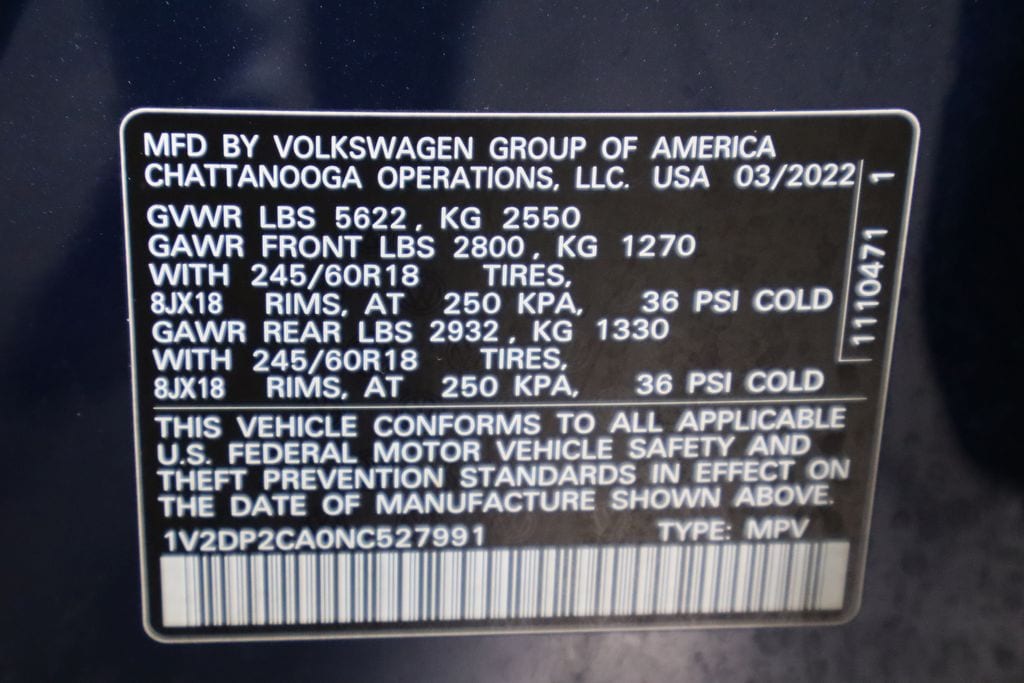 MFD BY VOLKSWAGEN GROUP OF AMERICA
CHATTANOOGA OPERATIONS, LLC. USA 03/2022
GVWR LBS 5622, KG 2550
GAWR FRONT LBS 2800, KG 1270
WITH 245/60R18 TIRES,
8JX18 RIMS, AT 250 KPA, 36 PSI COLD
GAWR REAR LBS 2932, KG 1330
WITH 245/60R18 TIRES,
8JX18 RIMS, AT 250 KPA, 36 PSI COLD
THIS VEHICLE CONFORMS TO ALL APPLICABLE
U.S. FEDERAL MOTOR VEHICLE SAFETY AND
THEFT PREVENTION STANDARDS IN EFFECT ON
THE DATE OF MANUFACTURE SHOWN ABOVE.
1V2DP2CA0NC527991 TYPE: MPV
1110471 1